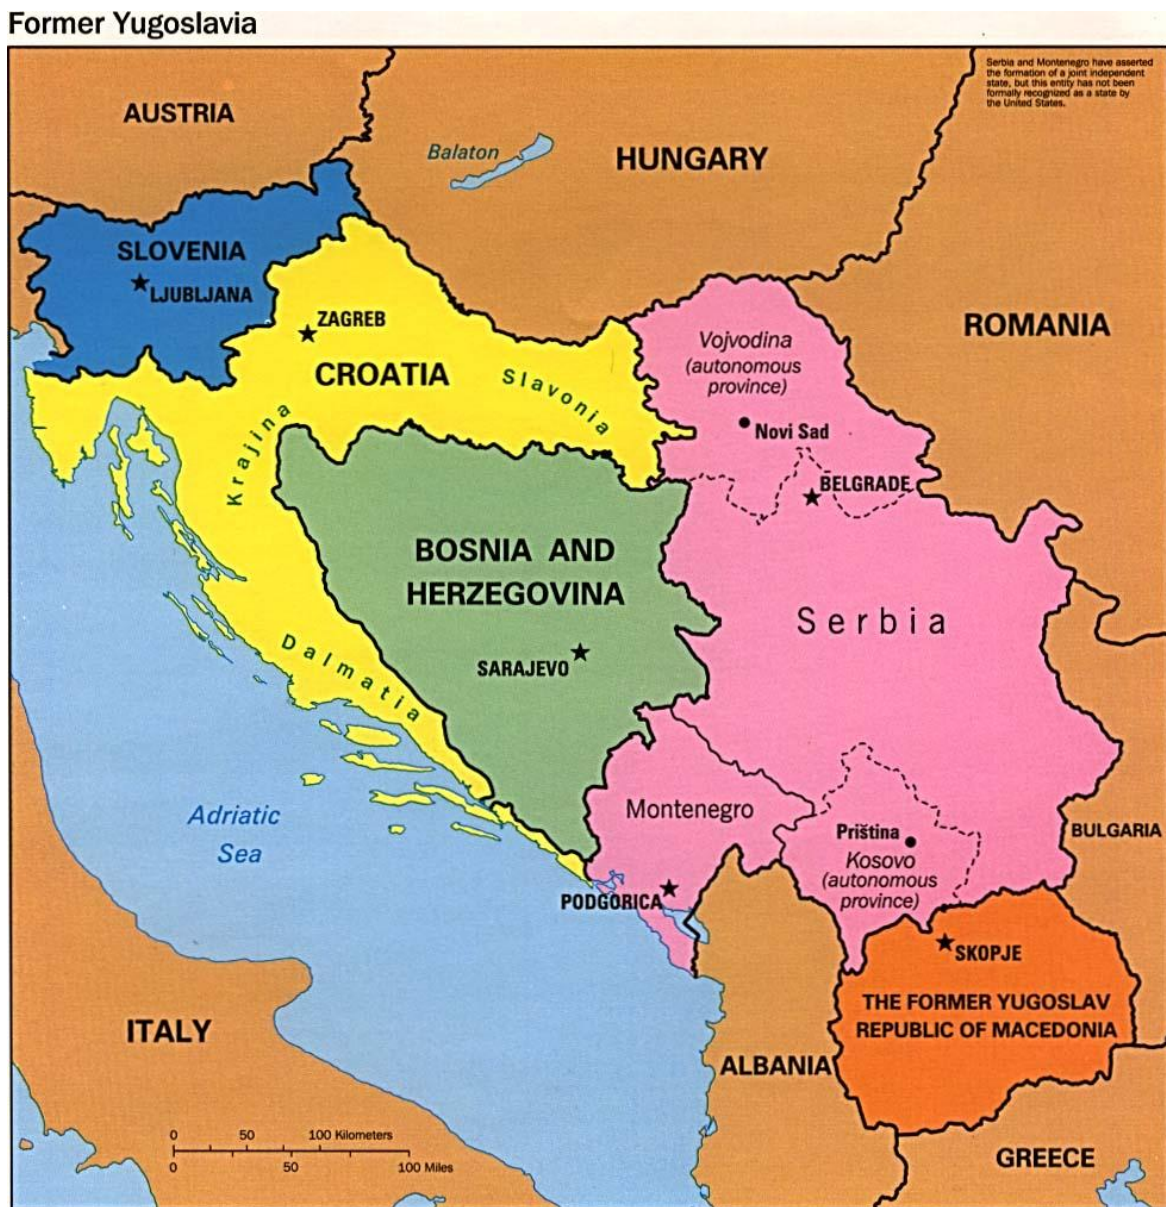 Former Yugoslavia
Serbia and Montenegro have asserted
the formation of a joint independent
state, but this entity has not been
formally recognized as a state by
the United States.
AUSTRIA
Balaton
HUNGARY
SLOVENIA
LJUBLJANA
ZAGREB
CROATIA
Slavonia
Krajina
Vojvodina
(autonomous
province)
Novi Sad
BELGRADE
ROMANIA
BOSNIA AND
HERZEGOVINA
SARAJEVO
Serbia
Dalmatia
Adriatic
Sea
Montenegro
PODGORICA
Priština
Kosovo
(autonomous
province)
BULGARIA
SKOPJE
THE FORMER YUGOSLAV
REPUBLIC OF MACEDONIA
ITALY
ALBANIA
GREECE
0 50 100 Kilometers
0 50 100 Miles